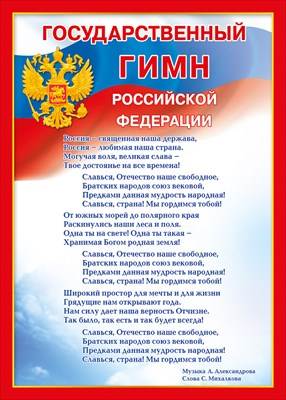 ГОСУДАРСТВЕННЫЙ
ГИМН
РОССИЙСКОЙ
ФЕДЕРАЦИИ
Россия – священная наша держава,
Россия – любимая наша страна.
Могучая воля, великая слава –
Твое достоянье на все времена!
Славься, Отечество наше свободное,
Братских народов союз вековой,
Предками данная мудрость народная!
Славься, страна! Мы гордимся тобой!
От южных морей до полярного края
Раскинулись наши леса и поля.
Одна ты на свете! Одна ты такая –
Хранимая Богом родная земля!
Славься, Отечество наше свободное,
Братских народов союз вековой,
Предками данная мудрость народная!
Славься, страна! Мы гордимся тобой!
Широкий простор для мечты и для жизни
Грядущие нам открывают года.
Нам силу дает наша верность Отчизне.
Так было, так есть и так будет всегда!
Славься, Отечество наше свободное,
Братских народов союз вековой,
Предками данная мудрость народная!
Славься, страна! Мы гордимся тобой!
Музыка А. Александрова
Слова С. Михалкова